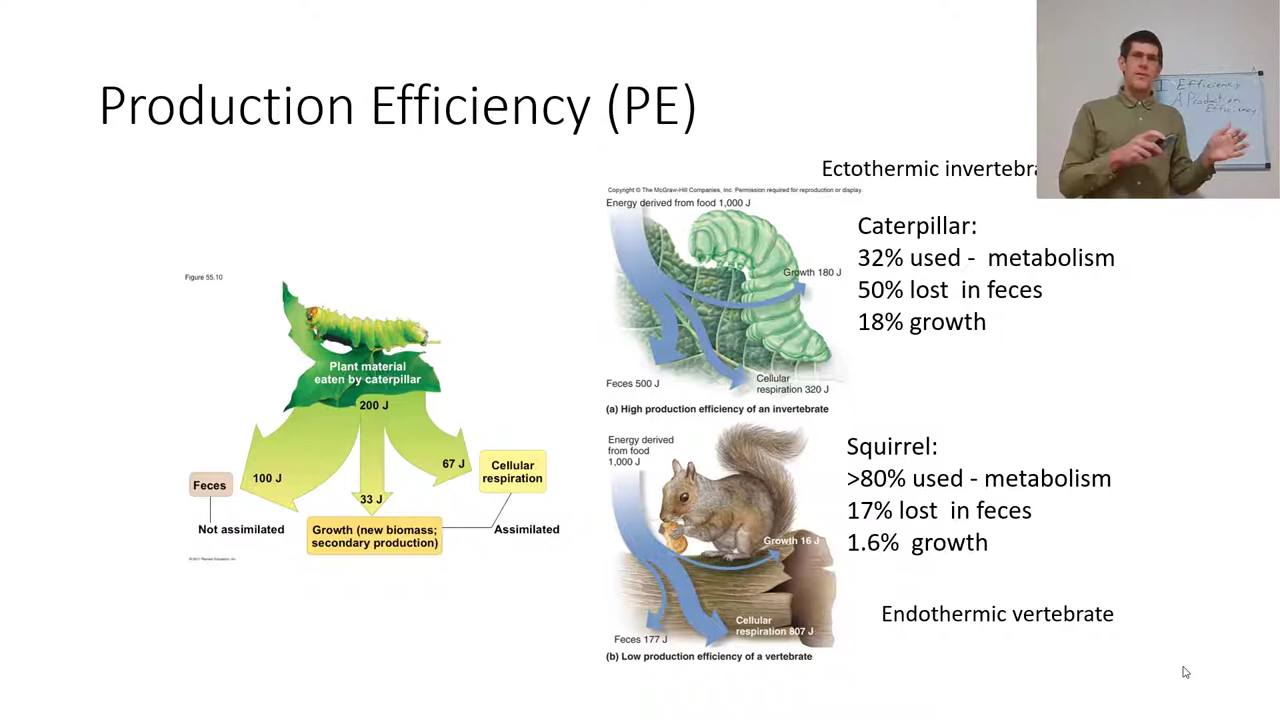 Production Efficiency (PE)
I Efficiency
A Production
Efficiency
Ectothermic invertebra
Copyright © The McGraw-Hill Companies, Inc. Permission required for reproduction or display.
Energy derived from food 1,000 J
Growth 180 J
Feces 500 J
Cellular
respiration 320 J
(a) High production efficiency of an invertebrate
Caterpillar:
32% used - metabolism
50% lost in feces
18% growth
Figure 55.10
Plant material
eaten by caterpillar
200 J
100 J
33 J
67 J
Feces
Cellular
respiration
Not assimilated
Growth (new biomass;
secondary production)
Assimilated
Energy derived
from food
1,000 J
Growth 16 J
Cellular
respiration 807 J
Feces 177 J
(b) Low production efficiency of a vertebrate
Squirrel:
>80% used - metabolism
17% lost in feces
1.6% growth
Endothermic vertebrate